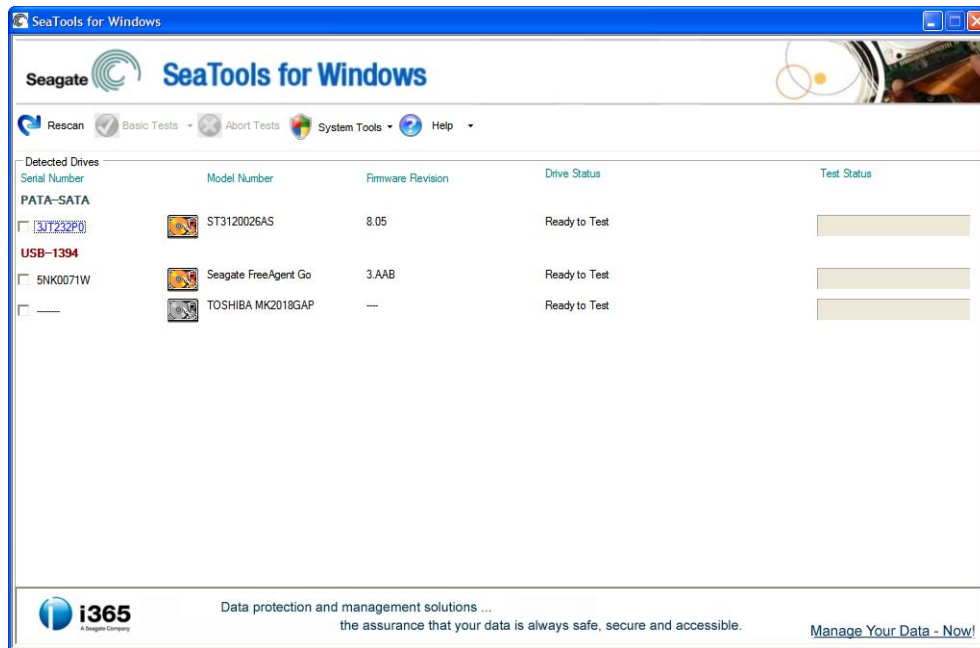 SeaTools for Windows
Seagate SeaTools for Windows
Rescan Basic Tests Abort Tests System Tools Help
Detected Drives
Serial Number Model Number Firmware Revision Drive Status Test Status
PATA-SATA
3JT232P0 ST3120026AS 8.05 Ready to Test
USB-1394
5NK0071W Seagate FreeAgent Go 3.AAB Ready to Test
------- TOSHIBA MK2018GAP ---- Ready to Test
i365
A Seagate Company
Data protection and management solutions ...
the assurance that your data is always safe, secure and accessible.
Manage Your Data - Now!